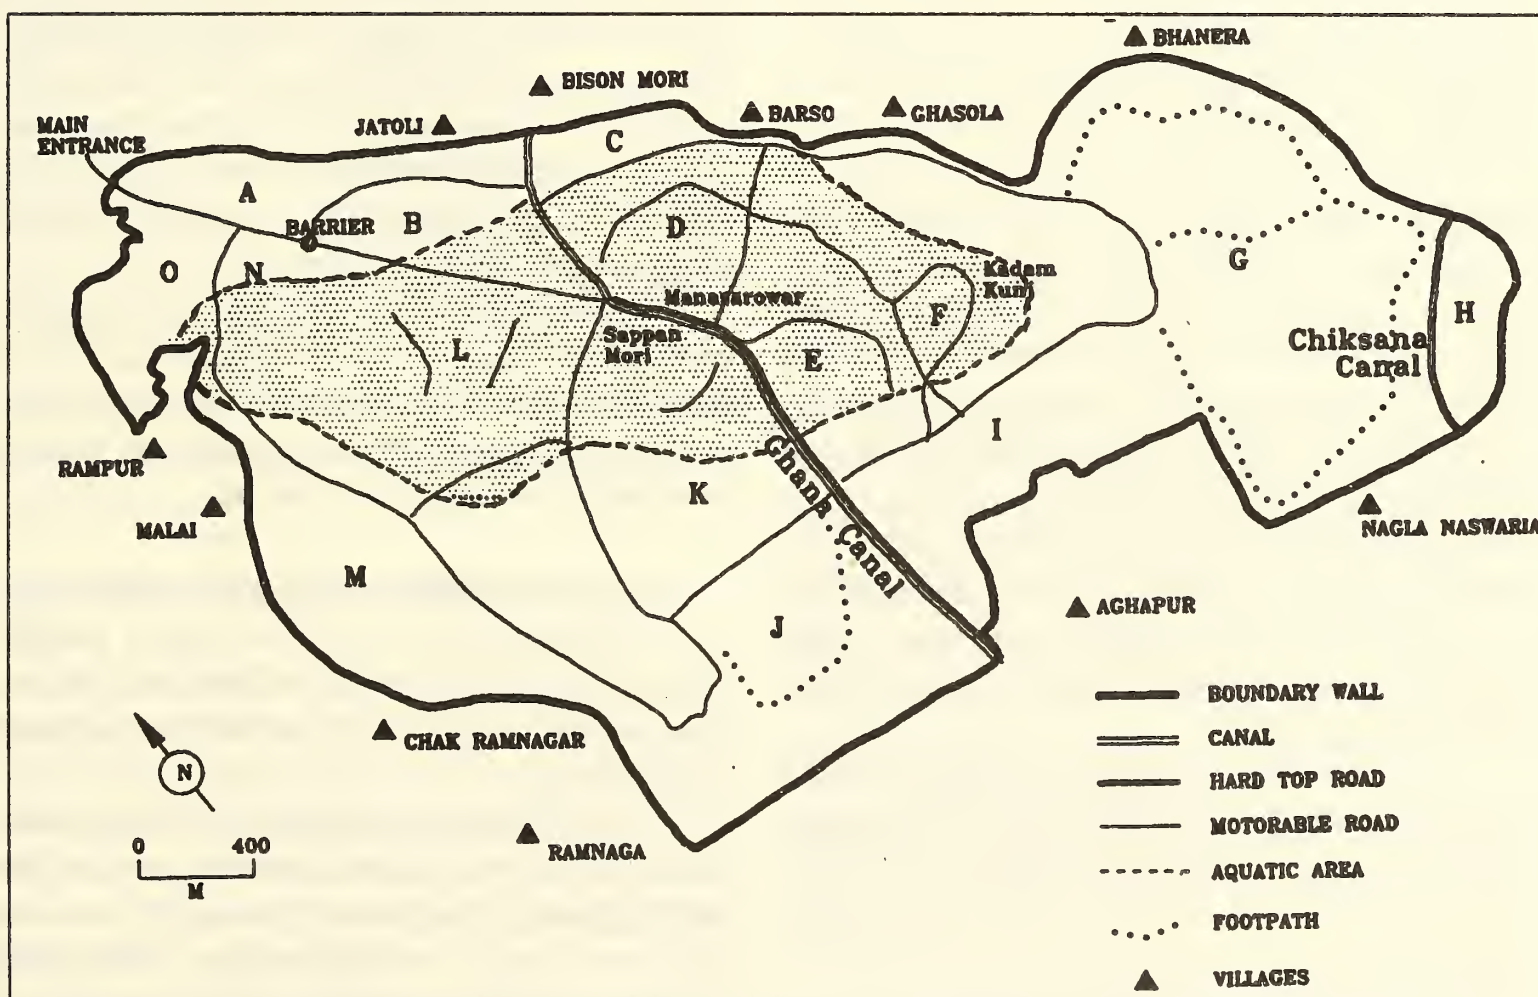 BHANERA
BISON MORI
BARSO
GHASOLA
MAIN
ENTRANCE
JATOLI
C
A
B
BARRIER
D
O
N
Kadam
Kunj
G
Manasarowar
F
H
Sappan
Mori
L
E
Chiksana
Canal
I
RAMPUR
K
Ghana Canal
MALAI
NAGLA NASWARIA
M
J
AGHAPUR
CHAK RAMNAGAR
N
RAMNAGA
0 400
M
BOUNDARY WALL
CANAL
HARD TOP ROAD
MOTORABLE ROAD
AQUATIC AREA
FOOTPATH
VILLAGES